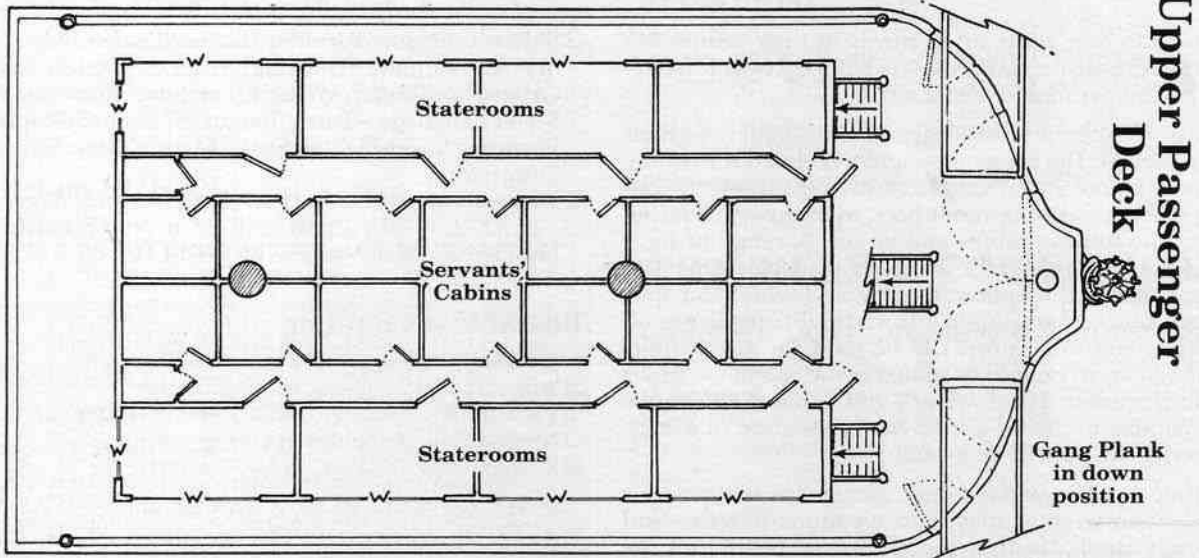 Upper Passenger
Deck
W
W
W
W
W
Staterooms
Servants'
Cabins
Staterooms
W
W
W
W
W
Gang Plank
in down
position